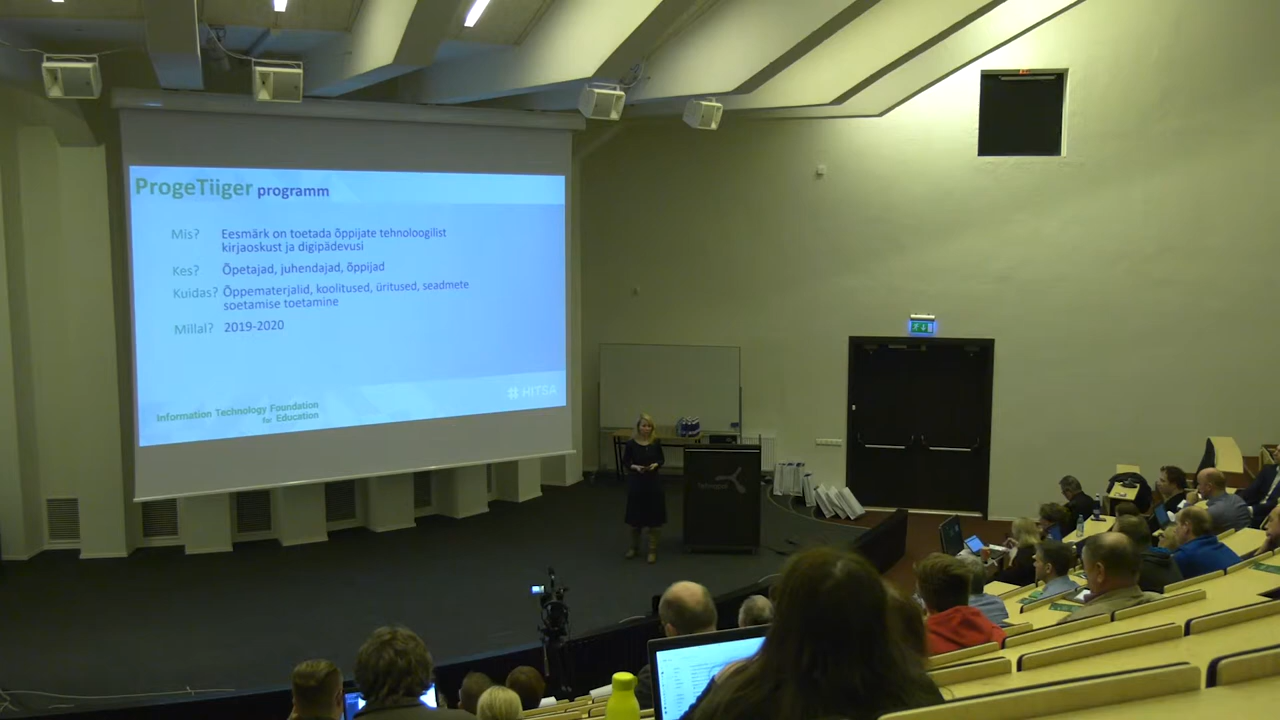 ProgeTiiger programm
Mis? Eesmärk on toetada õppijate tehnoloogilist
kirjaoskust ja digipädevusi
Kes? Õpetajad, juhendajad, õppijad
Kuidas? Õppematerjalid, koolitused, üritused, seadmete
soetamise toetamine
Millal? 2019-2020
HITSA
Information Technology Foundation
for Education